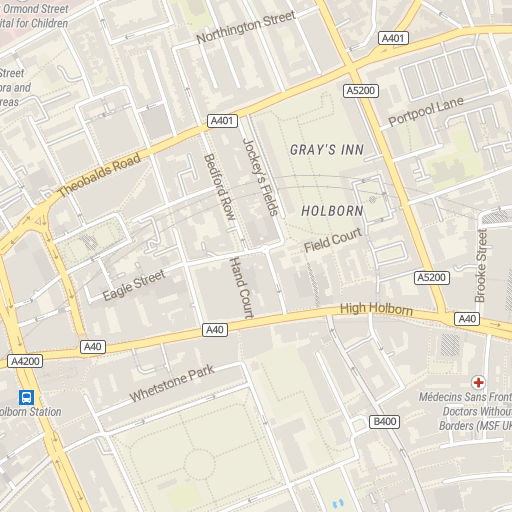 Ormond Street
ital for Children
Northington Street
A401
Street
ora and
reas
A5200
Portpool Lane
A401
GRAY'S INN
Theobalds Road
Bedford Row
Jockey's Fields
HOLBORN
Field Court
Brooke Street
Eagle Street
Hand Court
A5200
High Holborn
A40
A40
A40
A4200
Whetstone Park
Holborn Station
Médecins Sans Front
Doctors Without
Borders (MSF UK
B400